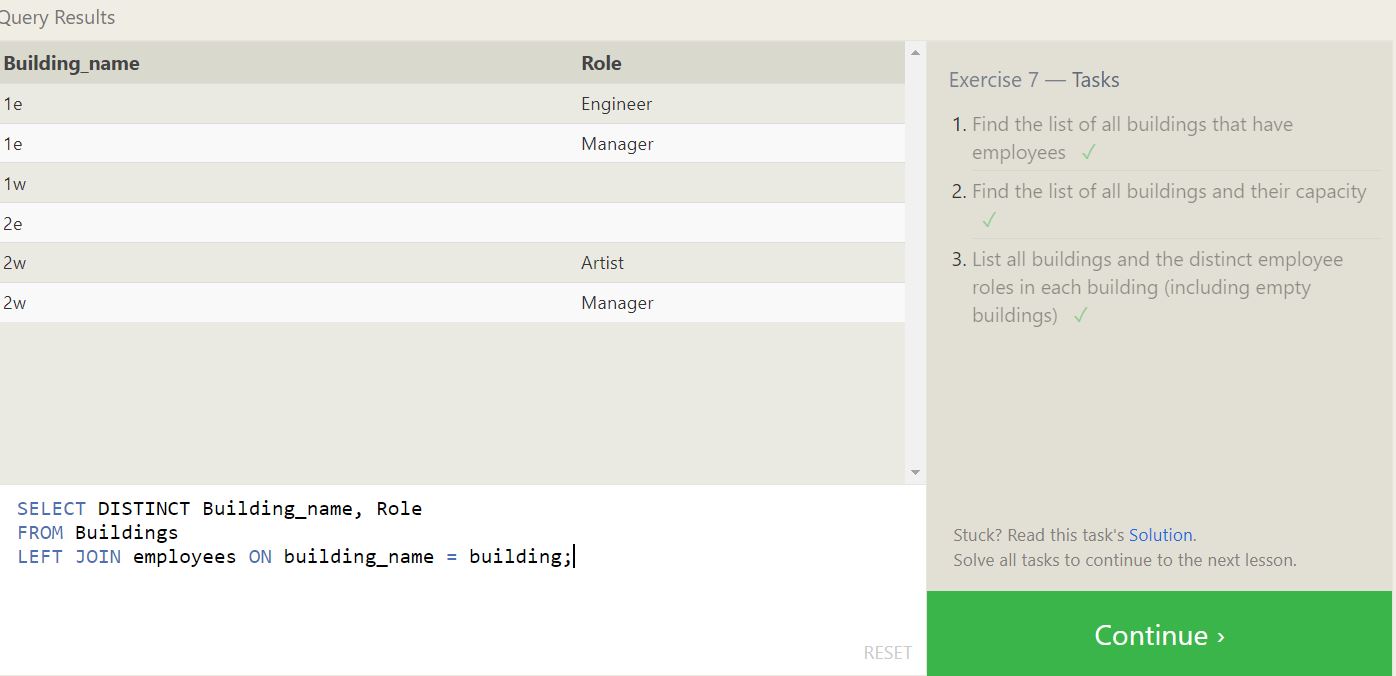 Query Results
Building_name Role
1e Engineer
1e Manager
1w
2e
2w Artist
2w Manager
SELECT DISTINCT Building_name, Role
FROM Buildings
LEFT JOIN employees ON building_name = building;
RESET
Exercise 7 — Tasks
1. Find the list of all buildings that have
employees ✓
2. Find the list of all buildings and their capacity
✓
3. List all buildings and the distinct employee
roles in each building (including empty
buildings) ✓
Stuck? Read this task's Solution.
Solve all tasks to continue to the next lesson.
Continue ›